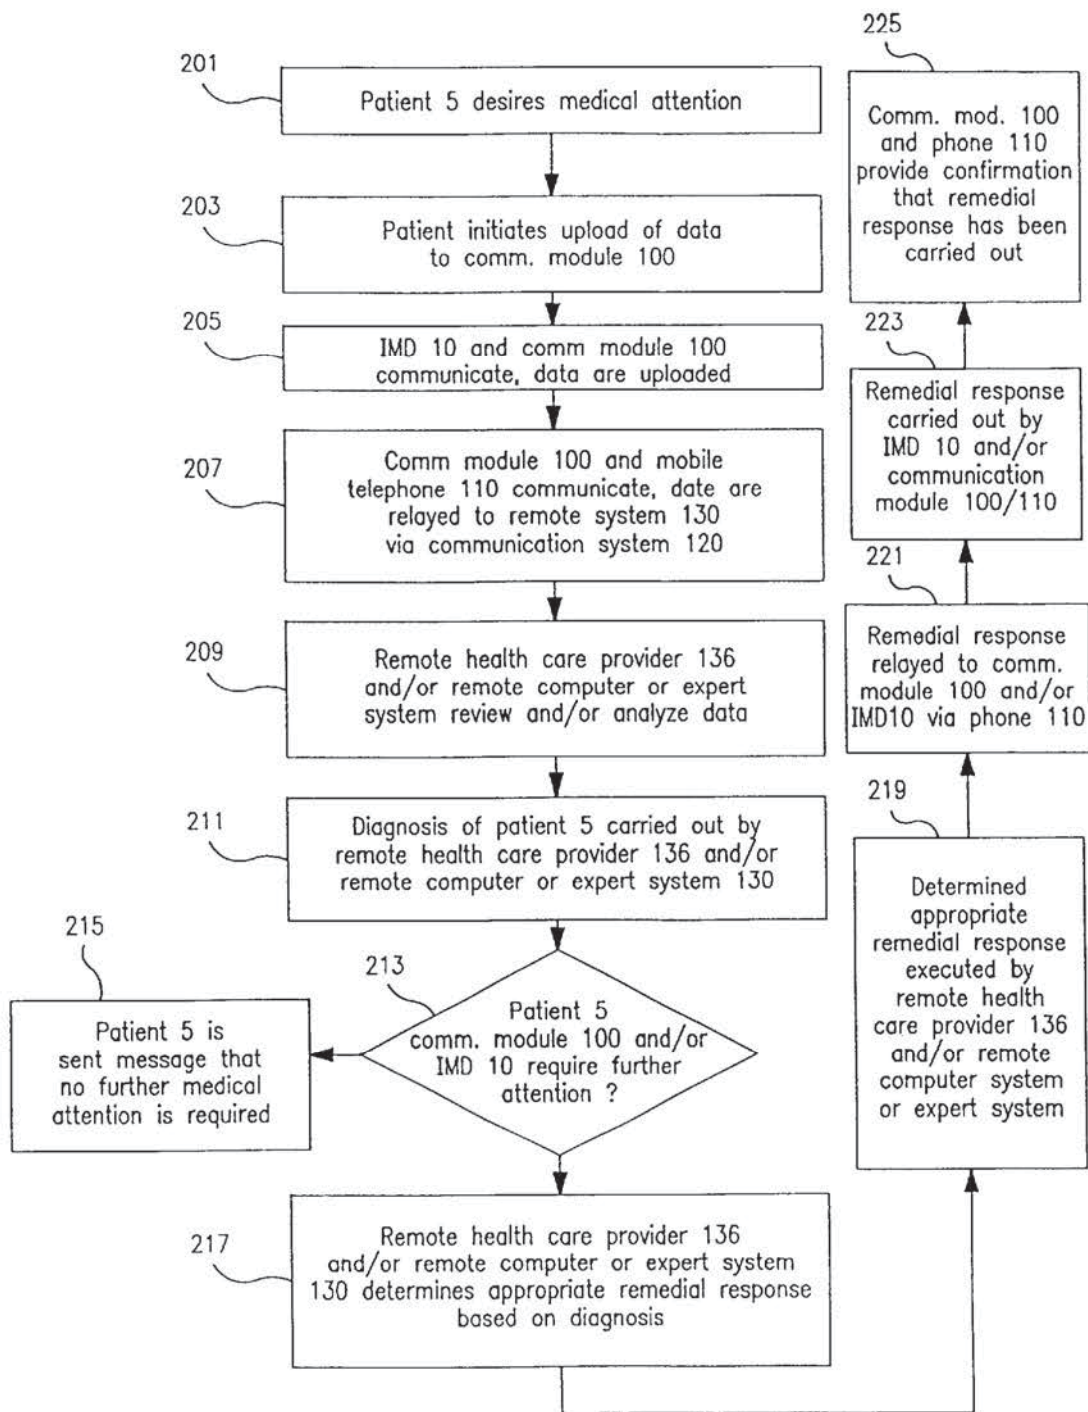 201
Patient 5 desires medical attention
203
Patient initiates upload of data
to comm. module 100
205
IMD 10 and comm module 100
communicate, data are uploaded
207
Comm module 100 and mobile
telephone 110 communicate, date are
relayed to remote system 130
via communication system 120
209
Remote health care provider 136
and/or remote computer or expert
system review and/or analyze data
211
Diagnosis of patient 5 carried out by
remote health care provider 136 and/or
remote computer or expert system 130
213
Patient 5
comm. module 100 and/or
IMD 10 require further
attention ?
215
Patient 5 is
sent message that
no further medical
attention is required
217
Remote health care provider 136
and/or remote computer or expert system
130 determines appropriate remedial response
based on diagnosis
219
Determined
appropriate
remedial response
executed by
remote health
care provider 136
and/or remote
computer system
or expert system
221
Remedial response
relayed to comm.
module 100 and/or
IMD10 via phone 110
223
Remedial response
carried out by
IMD 10 and/or
communication
module 100/110
225
Comm. mod. 100
and phone 110
provide confirmation
that remedial
response has been
carried out